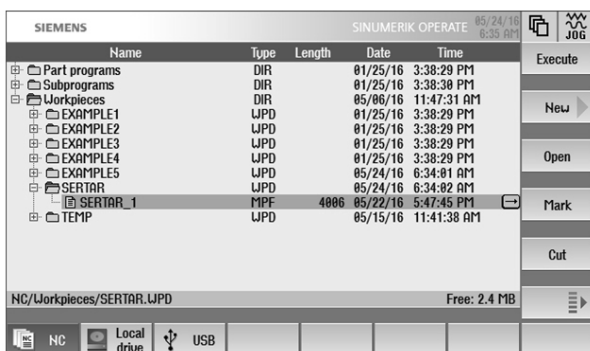 SIEMENS SINUMERIK OPERATE 05/24/16 6:35 AM JOG
Name Type Length Date Time
Part programs DIR 01/25/16 3:38:29 PM
Subprograms DIR 01/25/16 3:38:30 PM
Workpieces DIR 05/06/16 11:47:31 AM
EXAMPLE1 WPD 01/25/16 3:38:29 PM
EXAMPLE2 WPD 01/25/16 3:38:29 PM
EXAMPLE3 WPD 01/25/16 3:38:29 PM
EXAMPLE4 WPD 01/25/16 3:38:29 PM
EXAMPLE5 WPD 05/24/16 6:34:01 AM
SERTAR WPD 05/24/16 6:34:02 AM
SERTAR_1 MPF 4006 05/22/16 5:47:45 PM
TEMP WPD 05/15/16 11:41:38 AM
NC/Workpieces/SERTAR.WPD Free: 2.4 MB
Execute
New
Open
Mark
Cut
NC
Local drive
USB